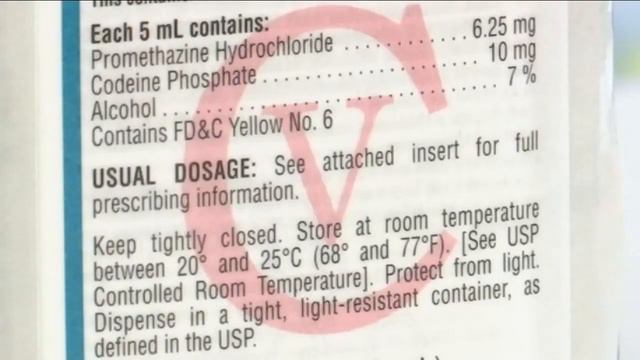 Each 5 mL contains:
Promethazine Hydrochloride .................. 6.25 mg
Codeine Phosphate ............................ 10 mg
Alcohol ........................................ 7 %
Contains FD&C Yellow No. 6
USUAL DOSAGE: See attached insert for full
prescribing information.
Keep tightly closed. Store at room temperature
between 20° and 25°C (68° and 77°F). [See USP
Controlled Room Temperature]. Protect from light.
Dispense in a tight, light-resistant container, as
defined in the USP.
CV